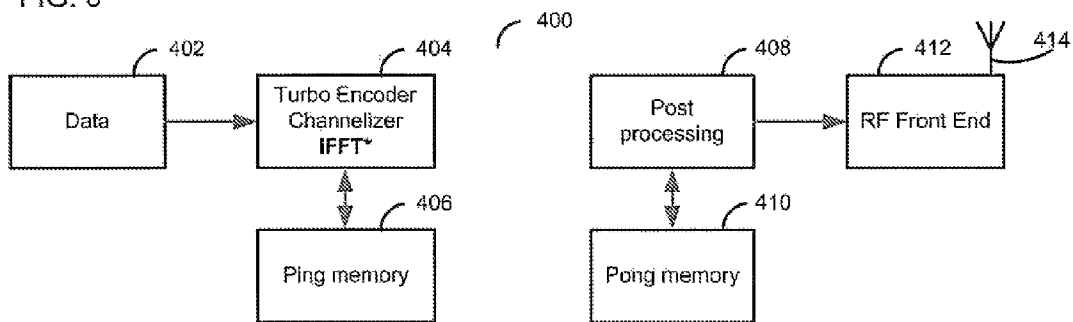 400
402
404
408
412
414
Data
Turbo Encoder
Channelizer
IFFT*
Post
processing
RF Front End
406
410
Ping memory
Pong memory